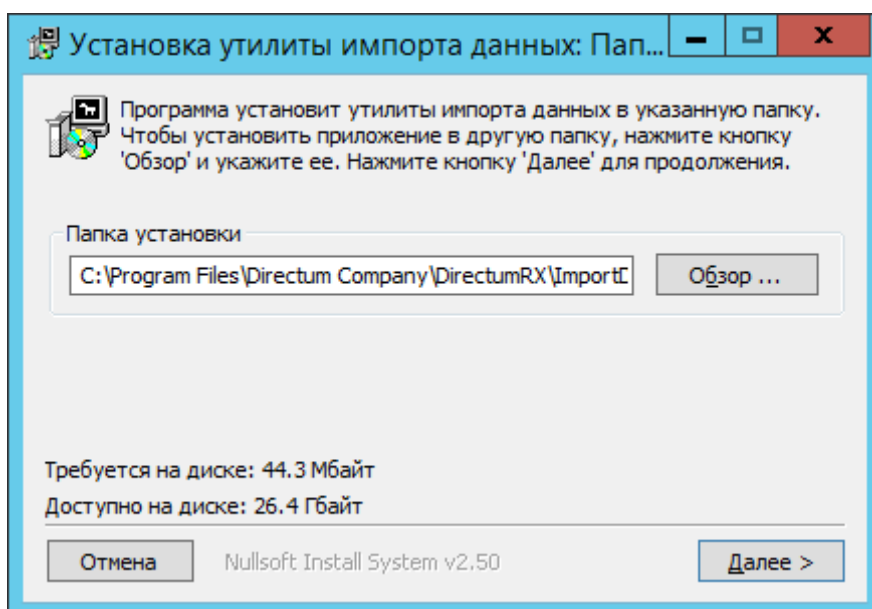 Установка утилиты импорта данных: Пап...
Программа установит утилиты импорта данных в указанную папку.
Чтобы установить приложение в другую папку, нажмите кнопку
'Обзор' и укажите ее. Нажмите кнопку 'Далее' для продолжения.
Папка установки
C:\Program Files\Directum Company\DirectumRX\ImportD
Обзор ...
Требуется на диске: 44.3 Мбайт
Доступно на диске: 26.4 Гбайт
Отмена
Nullsoft Install System v2.50
Далее >